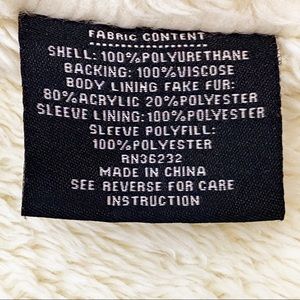 FABRIC CONTENT
SHELL: 100%POLYURETHANE
BACKING: 100%VISCOSE
BODY LINING FAKE FUR:
80%ACRYLIC 20%POLYESTER
SLEEVE LINING: 100%POLYESTER
SLEEVE POLYFILL:
100%POLYESTER
RN36232
MADE IN CHINA
SEE REVERSE FOR CARE
INSTRUCTION